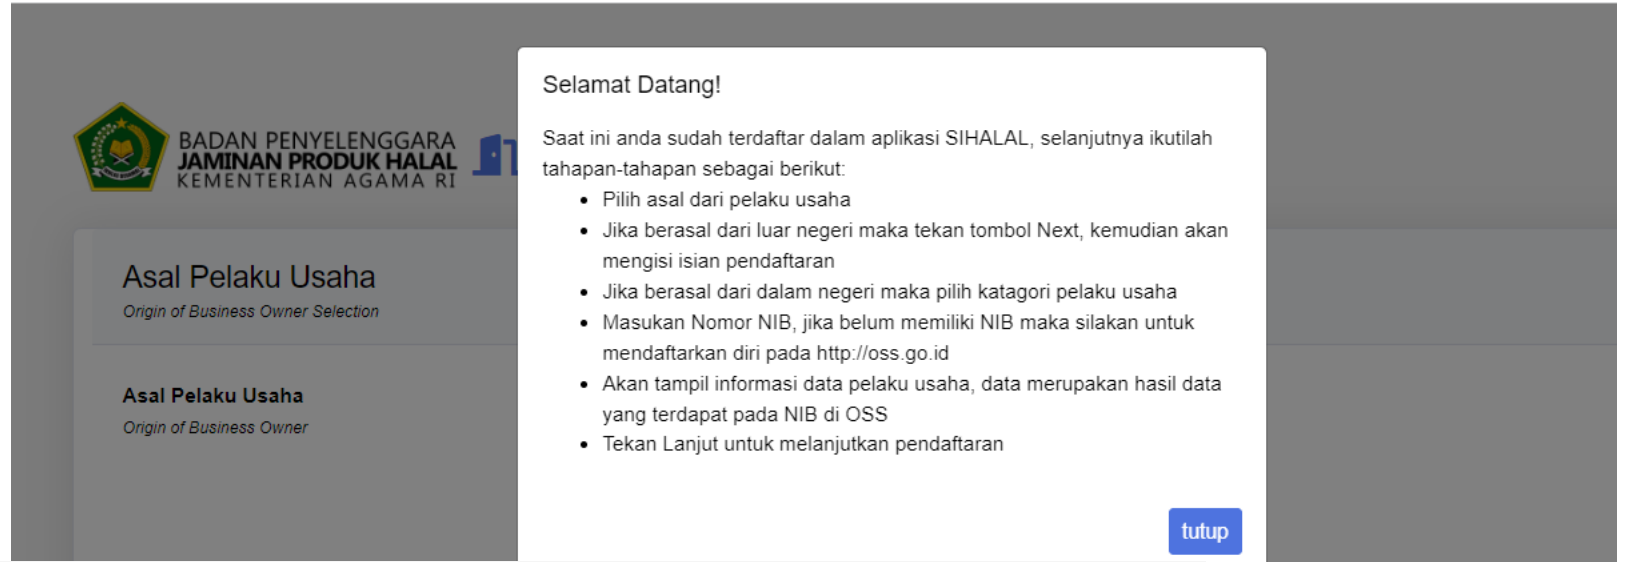 Selamat Datang!
Saat ini anda sudah terdaftar dalam aplikasi SIHALAL, selanjutnya ikutilah
tahapan-tahapan sebagai berikut:
• Pilih asal dari pelaku usaha
• Jika berasal dari luar negeri maka tekan tombol Next, kemudian akan
mengisi isian pendaftaran
• Jika berasal dari dalam negeri maka pilih katagori pelaku usaha
• Masukan Nomor NIB, jika belum memiliki NIB maka silakan untuk
mendaftarkan diri pada http://oss.go.id
• Akan tampil informasi data pelaku usaha, data merupakan hasil data
yang terdapat pada NIB di OSS
• Tekan Lanjut untuk melanjutkan pendaftaran
tutup
BADAN PENYELENGGARA
JAMINAN PRODUK HALAL
KEMENTERIAN AGAMA RI
Asal Pelaku Usaha
Origin of Business Owner Selection
Asal Pelaku Usaha
Origin of Business Owner